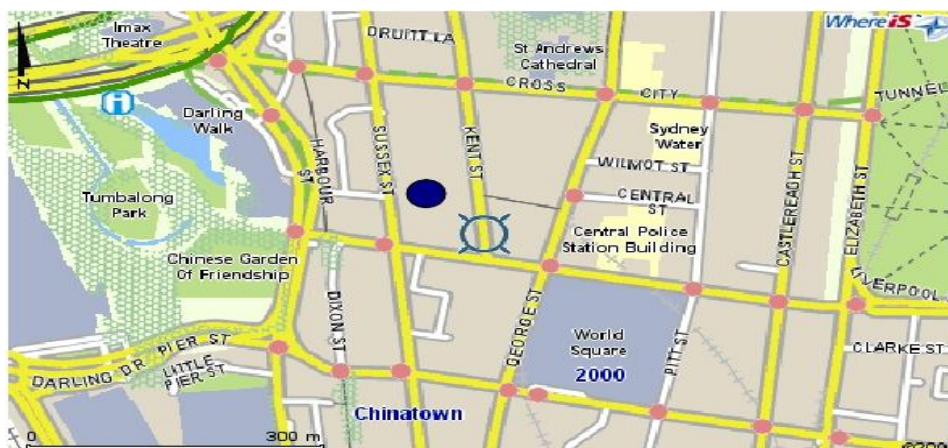 WhereiS
Imax
Theatre
DRUITT LA
St Andrews
Cathedral
CROSS
CITY
TUNNEL
N
H
Darling
Walk
HARBOUR
ST
SUSSEX ST
KENT ST
Sydney
Water
WILMOT ST
CENTRAL
ST
Tumbalong
Park
Central Police
Station Building
CASTLEREAGH ST
ELIZABETH ST
Chinese Garden
Of Friendship
LIVERPOOL
DIXON ST
GEORGE ST
World
Square
2000
PITT ST
CLARKE ST
DARLING DR
PIER ST
LITTLE
PIER ST
Chinatown
0
300 m